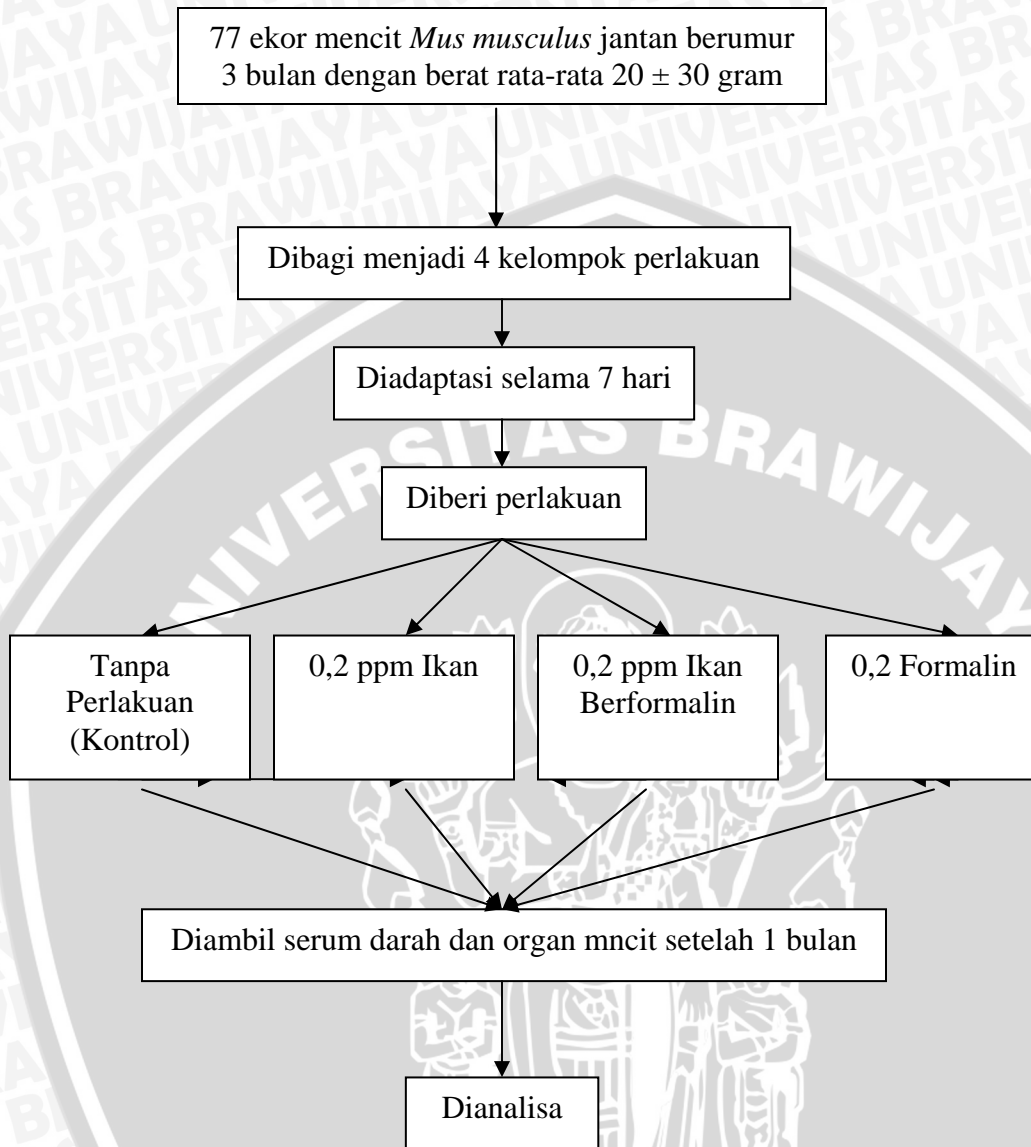 77 ekor mencit Mus musculus jantan berumur
3 bulan dengan berat rata-rata 20 ± 30 gram
Dibagi menjadi 4 kelompok perlakuan
Diadaptasi selama 7 hari
UNIVERSITAS BRAWIJAYA
Diberi perlakuan
Tanpa
Perlakuan
(Kontrol)
0,2 ppm Ikan
0,2 ppm Ikan
Berformalin
0,2 Formalin
Diambil serum darah dan organ mncit setelah 1 bulan
Dianalisa